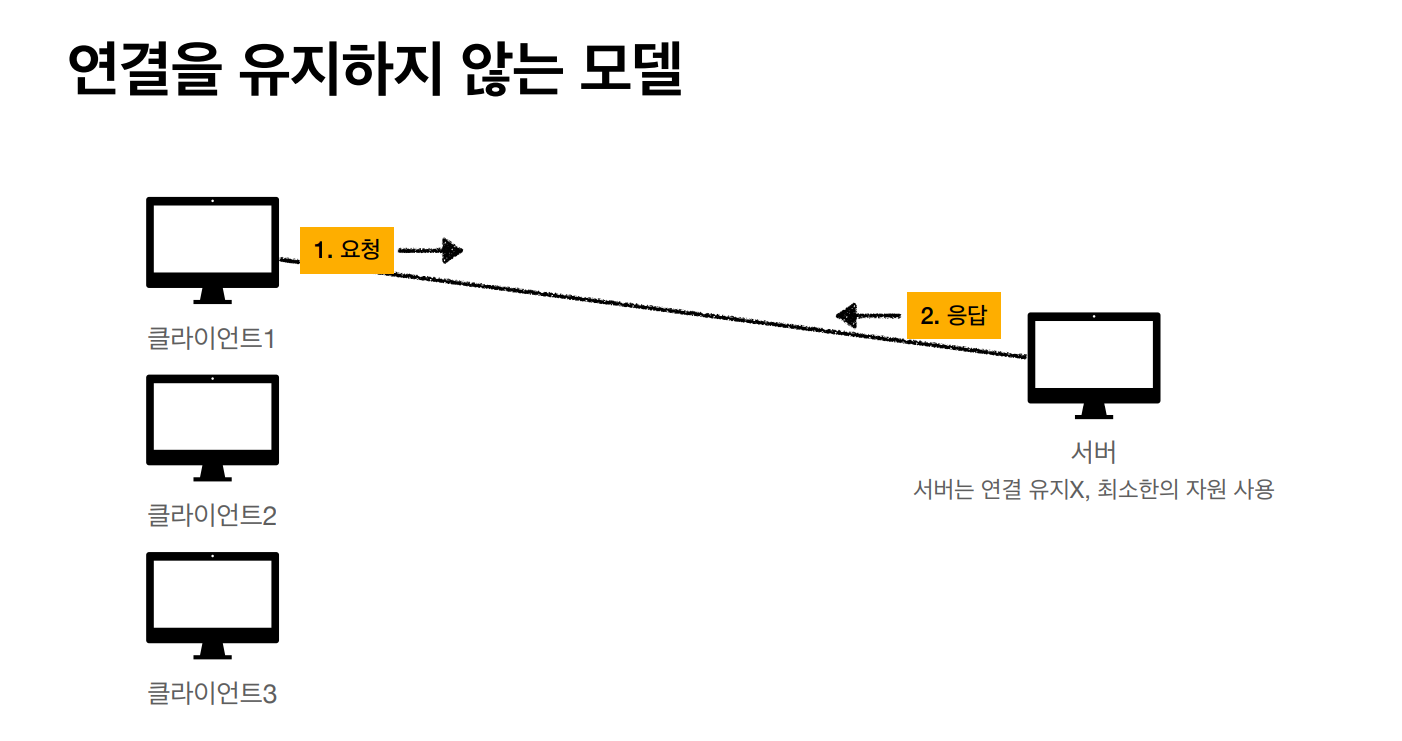 연결을 유지하지 않는 모델
1. 요청
2. 응답
클라이언트1
서버
서버는 연결 유지X, 최소한의 자원 사용
클라이언트2
클라이언트3